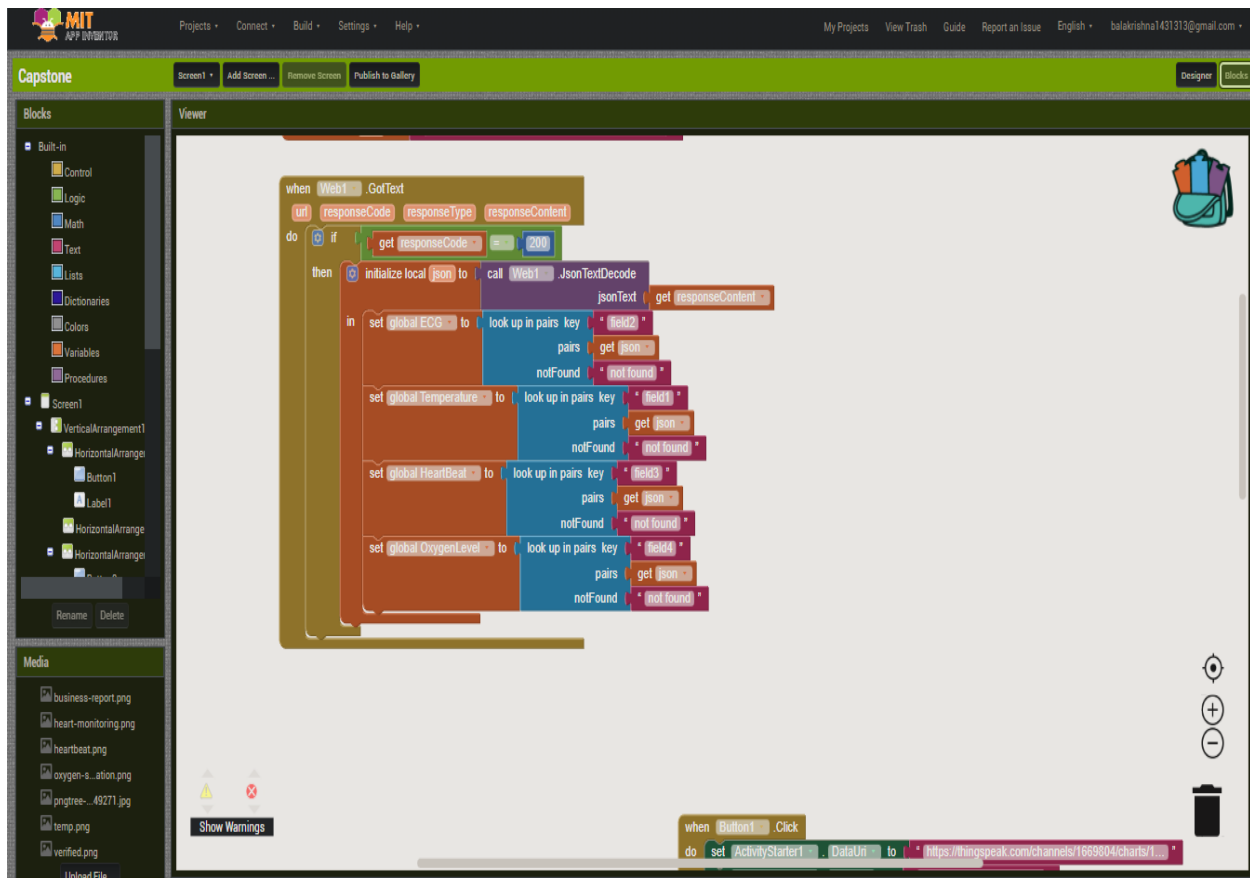 MIT
APP INVENTOR
Projects Connect Build Settings Help My Projects View Trash Guide Report an Issue English balakrishna1431313@gmail.com
Capstone Screen1 Add Screen ... Remove Screen Publish to Gallery Designer Blocks
Blocks
Built-in
Control
Logic
Math
Text
Lists
Dictionaries
Colors
Variables
Procedures
Screen1
VerticalArrangement1
HorizontalArranger
Button1
Label1
HorizontalArrange
HorizontalArranger
Rename Delete
Media
business-report.png
heart-monitoring.png
heartbeat.png
oxygen-s...ation.png
pngtree-...49271.jpg
temp.png
verified.png
Upload File
Viewer
when Web1 .GotText
url responseCode responseType responseContent
do if get responseCode = 200
then initialize local json to call Web1 .JsonTextDecode
jsonText get responseContent
in set global ECG to look up in pairs key " field2 "
pairs get json
notFound " not found "
set global Temperature to look up in pairs key " field1 "
pairs get json
notFound " not found "
set global HeartBeat to look up in pairs key " field3 "
pairs get json
notFound " not found "
set global OxygenLevel to look up in pairs key " field4 "
pairs get json
notFound " not found "
Show Warnings
when Button1 .Click
do set ActivityStarter1 . DataUri to " https://thingspeak.com/channels/1669804/charts/1... "